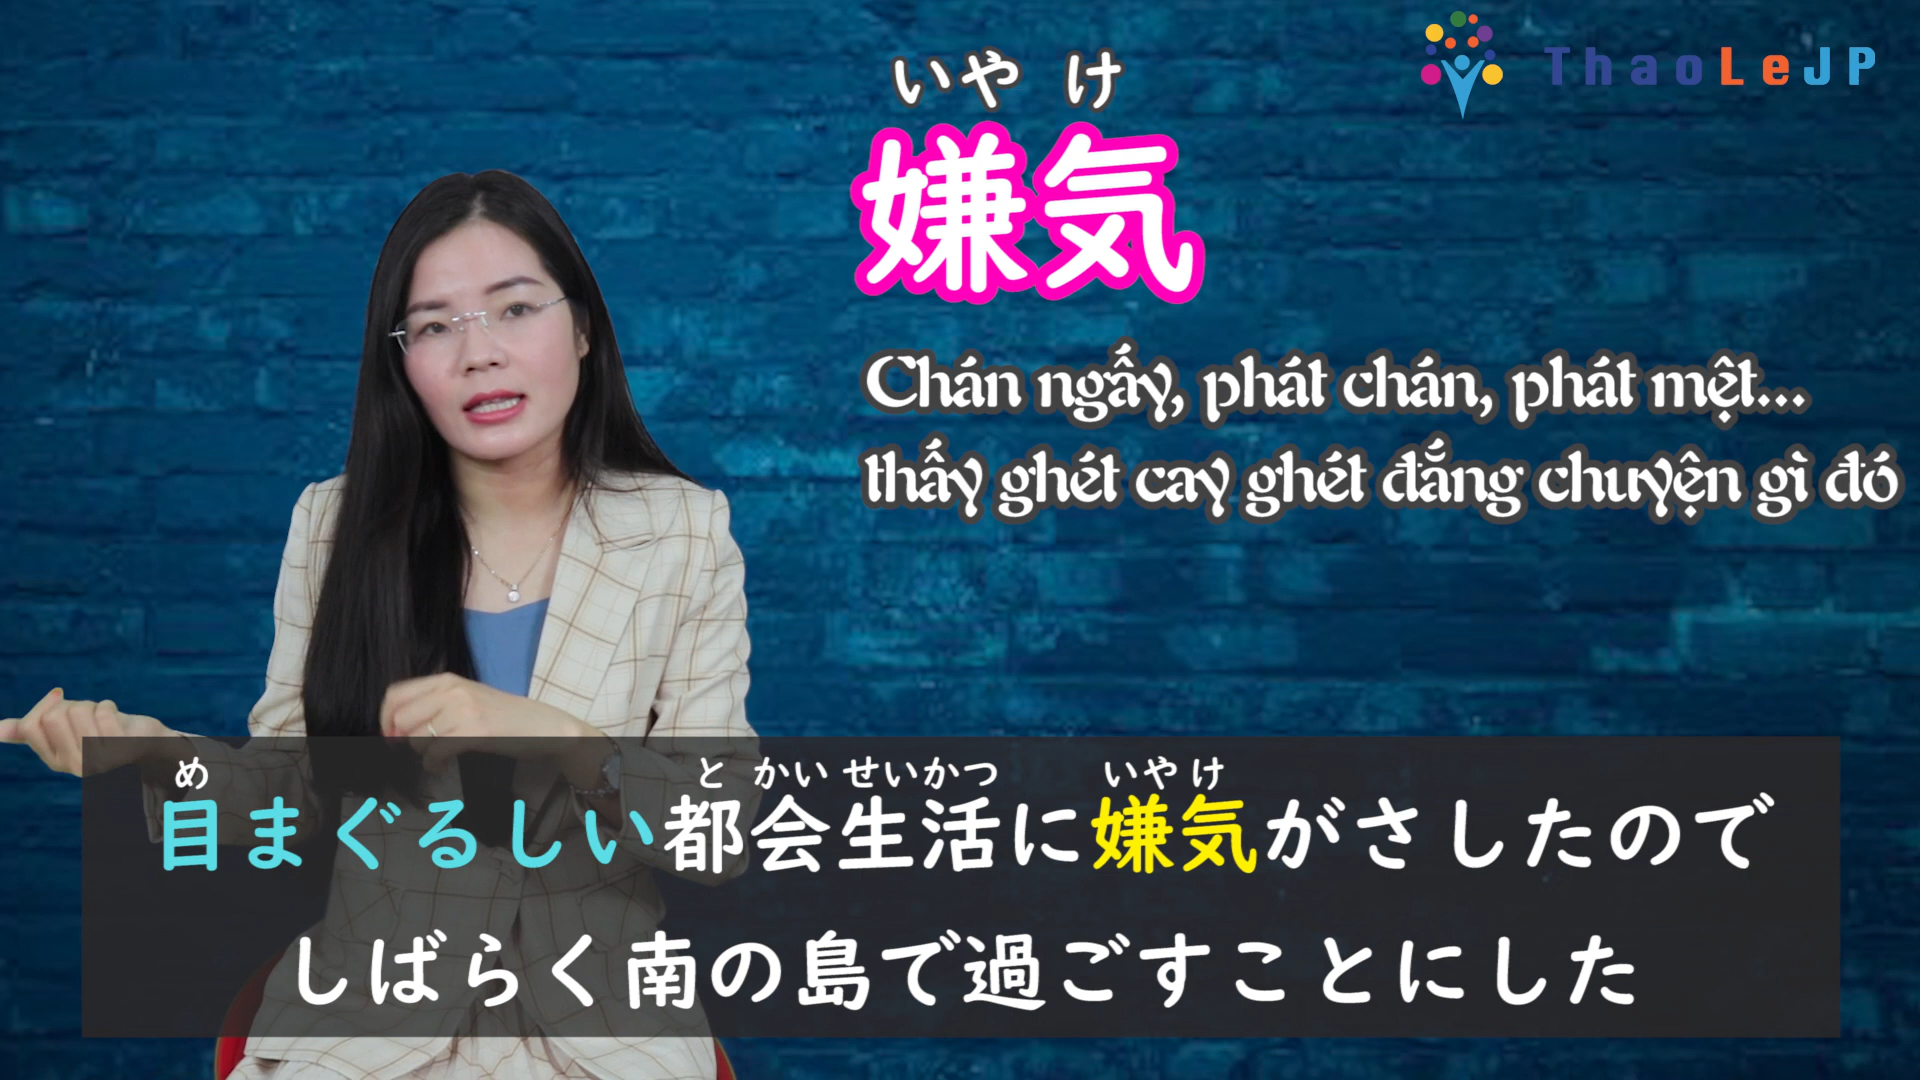 ThaoLeJP
いやけ
嫌気
Chán ngấy, phát chán, phát mệt...
thấy ghét cay ghét đắng chuyện gì đó
め とかいせいかつ いやけ
目まぐるしい都会生活に嫌気がさしたので
しばらく南の島で過ごすことにした